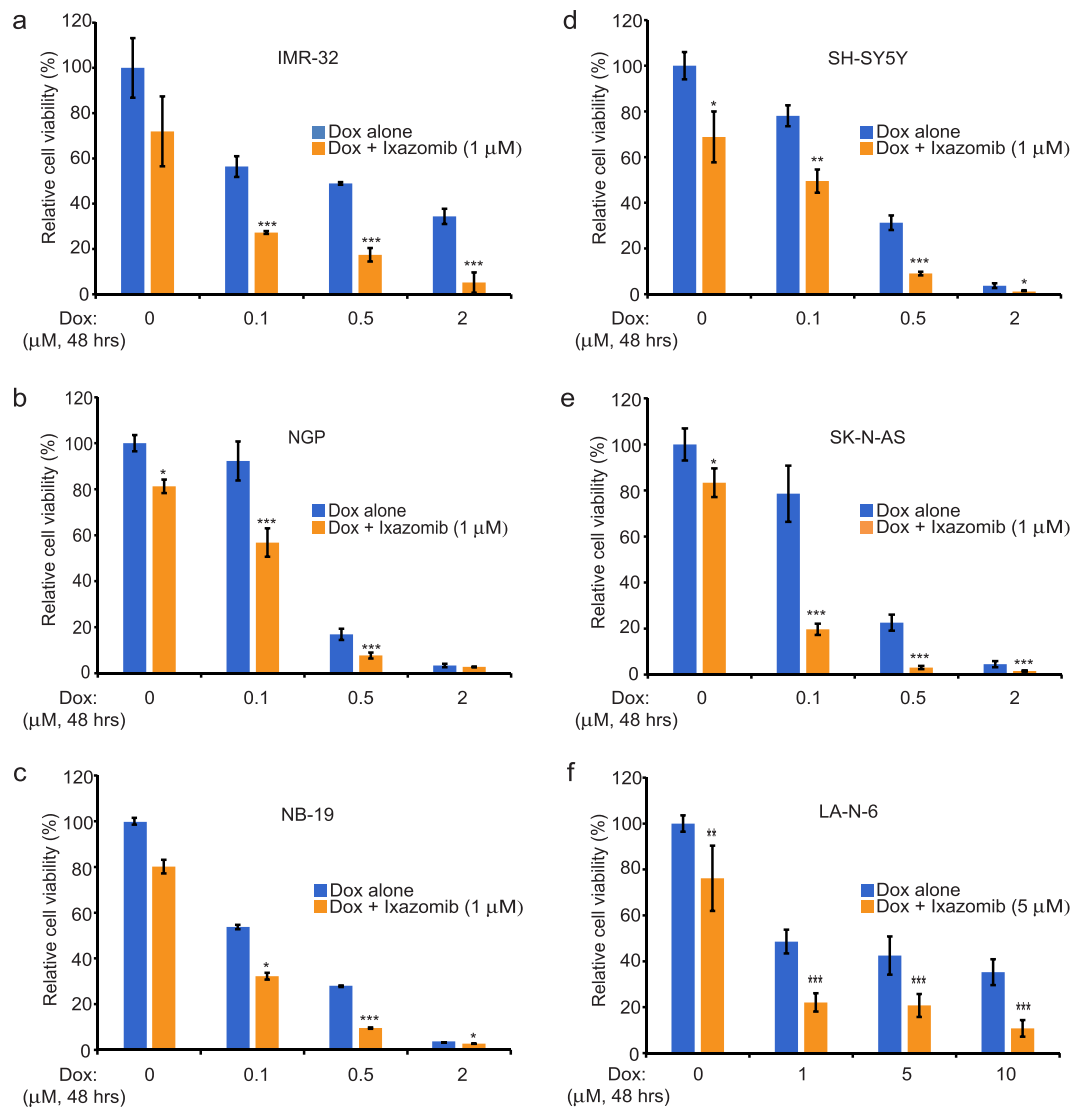 a
IMR-32
Relative cell viability (%)
120
100
80
60
40
20
0
Dox alone
Dox + Ixazomib (1 μM)
***
***
***
Dox: 0 0.1 0.5 2
(μM, 48 hrs)
b
NGP
Relative cell viability (%)
120
100
80
60
40
20
0
Dox alone
Dox + Ixazomib (1 μM)
*
***
***
Dox: 0 0.1 0.5 2
(μM, 48 hrs)
c
NB-19
Relative cell viability (%)
120
100
80
60
40
20
0
Dox alone
Dox + Ixazomib (1 μM)
*
***
*
Dox: 0 0.1 0.5 2
(μM, 48 hrs)
d
SH-SY5Y
Relative cell viability (%)
120
100
80
60
40
20
0
Dox alone
Dox + Ixazomib (1 μM)
*
**
***
*
Dox: 0 0.1 0.5 2
(μM, 48 hrs)
e
SK-N-AS
Relative cell viability (%)
120
100
80
60
40
20
0
Dox alone
Dox + Ixazomib (1 μM)
*
***
***
***
Dox: 0 0.1 0.5 2
(μM, 48 hrs)
f
LA-N-6
Relative cell viability (%)
120
100
80
60
40
20
0
Dox alone
Dox + Ixazomib (5 μM)
**
***
***
***
Dox: 0 1 5 10
(μM, 48 hrs)